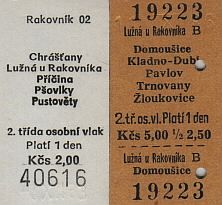 Rakovník 02
Chrášťany
Lužná u Rakovníka
Příčina
Pšovlky
Pustověty
2. třída osobní vlak
Platí 1 den
Kčs 2,00
40616
19223
Lužná u Rakovníka B
Domoušice
Kladno-Dubí
Pavlov
Trnovany
Žloukovice
2.tř.os.vl. Platí 1 den
Kčs 5,00 ½ 2,50
Lužná u Rakovníka B
Domoušice
19223